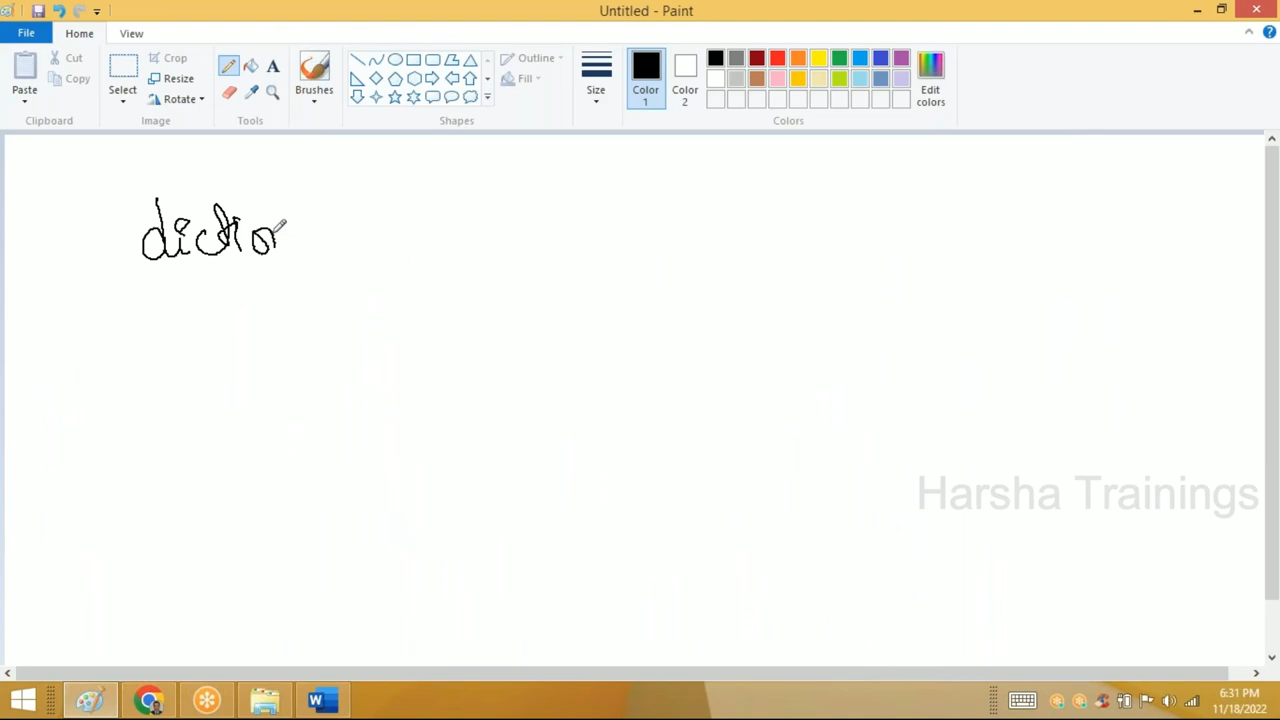 Untitled - Paint
File
Home
View
Paste
Cut
Copy
Clipboard
Select
Crop
Resize
Rotate
Image
Tools
Brushes
Shapes
Outline
Fill
Size
Color
1
Color
2
Edit
colors
Colors
dictio
Harsha Trainings
6:31 PM
11/18/2022